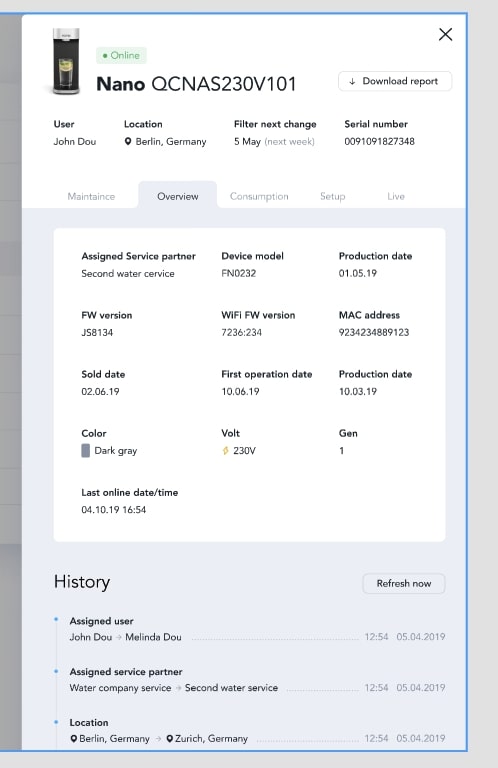 Online
Nano QCNAS230V101
↓ Download report
User Location Filter next change Serial number
John Dou Berlin, Germany 5 May (next week) 0091091827348
Maintaince Overview Consumption Setup Live
Assigned Service partner Device model Production date
Second water cervice FN0232 01.05.19
FW version WiFi FW version MAC address
JS8134 7236:234 9234234889123
Sold date First operation date Production date
02.06.19 10.06.19 10.03.19
Color Volt Gen
Dark gray 230V 1
Last online date/time
04.10.19 16:54
History Refresh now
Assigned user
John Dou → Melinda Dou 12:54 05.04.2019
Assigned service partner
Water company service → Second water service 12:54 05.04.2019
Location
Berlin, Germany → Zurich, Germany 12:54 05.04.2019